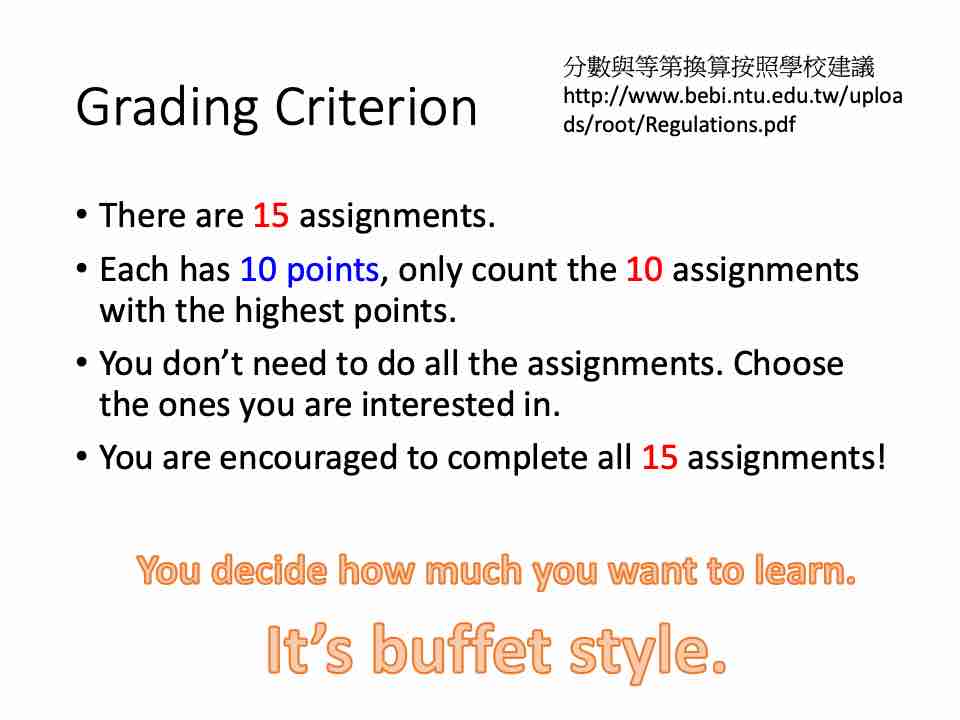 Grading Criterion
分數與等第換算按照學校建議
http://www.bebi.ntu.edu.tw/uploa
ds/root/Regulations.pdf
• There are 15 assignments.
• Each has 10 points, only count the 10 assignments
with the highest points.
• You don’t need to do all the assignments. Choose
the ones you are interested in.
• You are encouraged to complete all 15 assignments!
You decide how much you want to learn.
It’s buffet style.